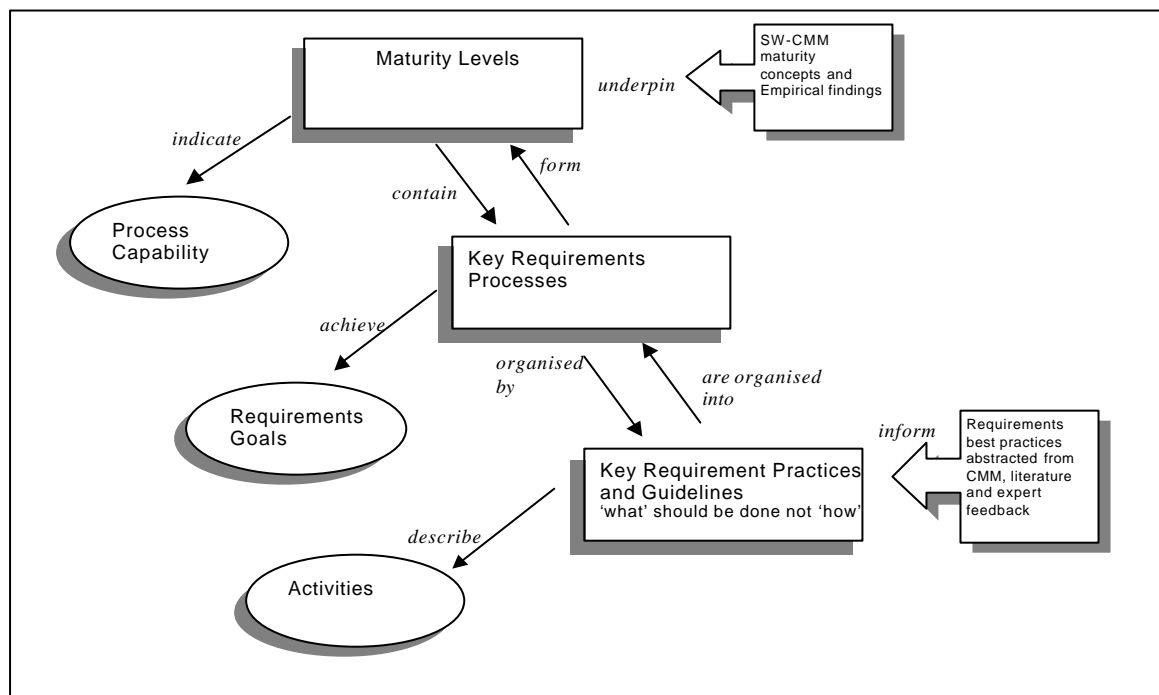 Maturity Levels
SW-CMM
maturity
concepts and
Empirical findings
underpin
indicate
contain
form
Process
Capability
Key Requirements
Processes
achieve
organised
by
are organised
into
Requirements
Goals
inform
Requirements
best practices
abstracted from
CMM, literature
and expert
feedback
Key Requirement Practices
and Guidelines
‘what’ should be done not ‘how’
describe
Activities